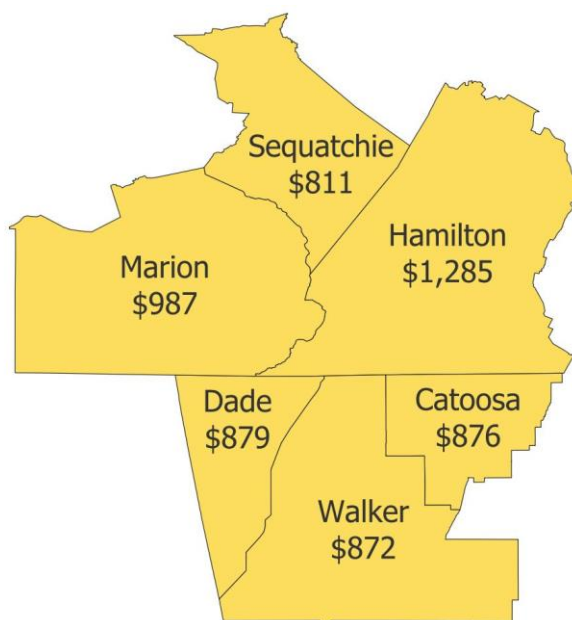 Sequatchie
$811
Hamilton
$1,285
Marion
$987
Dade
$879
Catoosa
$876
Walker
$872